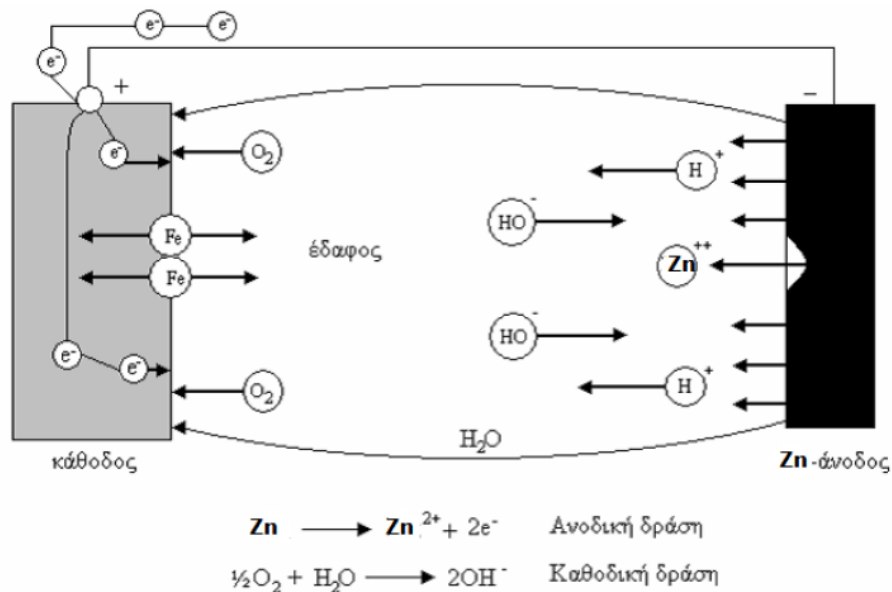 e- e-
e-
+
−
e-
O₂
H+
HO-
Fe
έδαφος
Zn++
Fe
HO-
e- e-
O₂
H+
H₂O
κάθοδος
Zn-άνοδος
Zn → Zn²⁺ + 2e- Ανοδική δράση
½O₂ + H₂O → 2OH- Καθοδική δράση